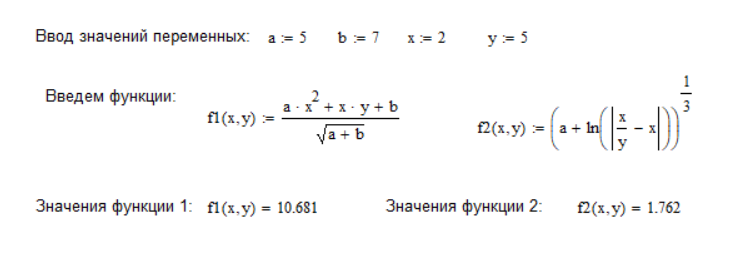 Ввод значений переменных: a := 5 b := 7 x := 2 y := 5
Введем функции: f1(x,y) := (a · x^2 + x · y + b) / √(a + b) f2(x,y) := (a + ln(|x/y − x|))^(1/3)
Значения функции 1: f1(x,y) = 10.681 Значения функции 2: f2(x,y) = 1.762